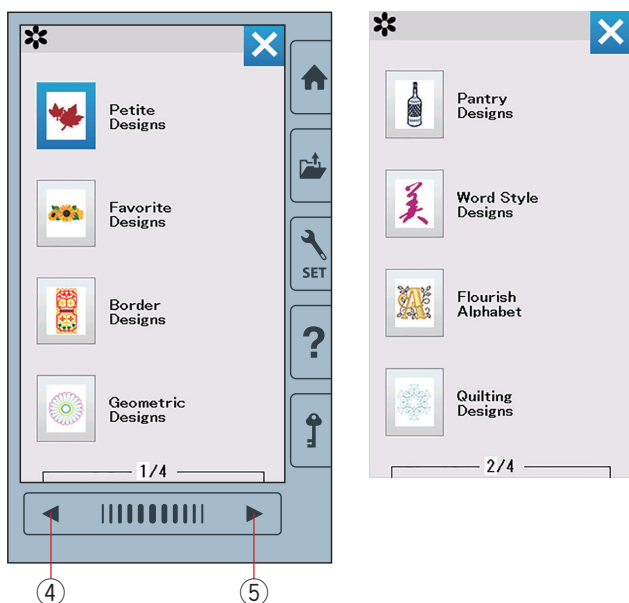 Petite
Designs
Favorite
Designs
Border
Designs
Geometric
Designs
1/4
SET
?
④
⑤
Pantry
Designs
美
Word Style
Designs
A
Flourish
Alphabet
Quilting
Designs
2/4